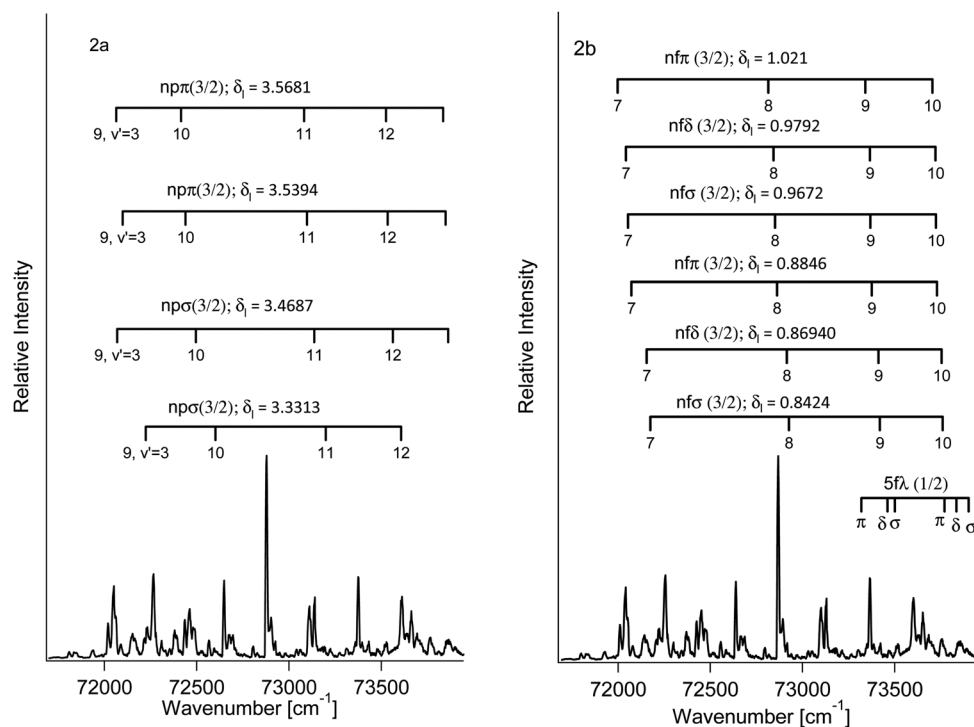 2a
npπ(3/2); δl = 3.5681
9, v'=3 10 11 12
npπ(3/2); δl = 3.5394
9, v'=3 10 11 12
npσ(3/2); δl = 3.4687
9, v'=3 10 11 12
npσ(3/2); δl = 3.3313
9, v'=3 10 11 12
Relative Intensity
72000 72500 73000 73500
Wavenumber [cm-1]
2b
nfπ (3/2); δl = 1.021
7 8 9 10
nfδ (3/2); δl = 0.9792
7 8 9 10
nfσ (3/2); δl = 0.9672
7 8 9 10
nfπ (3/2); δl = 0.8846
7 8 9 10
nfδ (3/2); δl = 0.86940
7 8 9 10
nfσ (3/2); δl = 0.8424
7 8 9 10
5fλ (1/2)
π δ σ π δ σ
Relative Intensity
72000 72500 73000 73500
Wavenumber [cm-1]